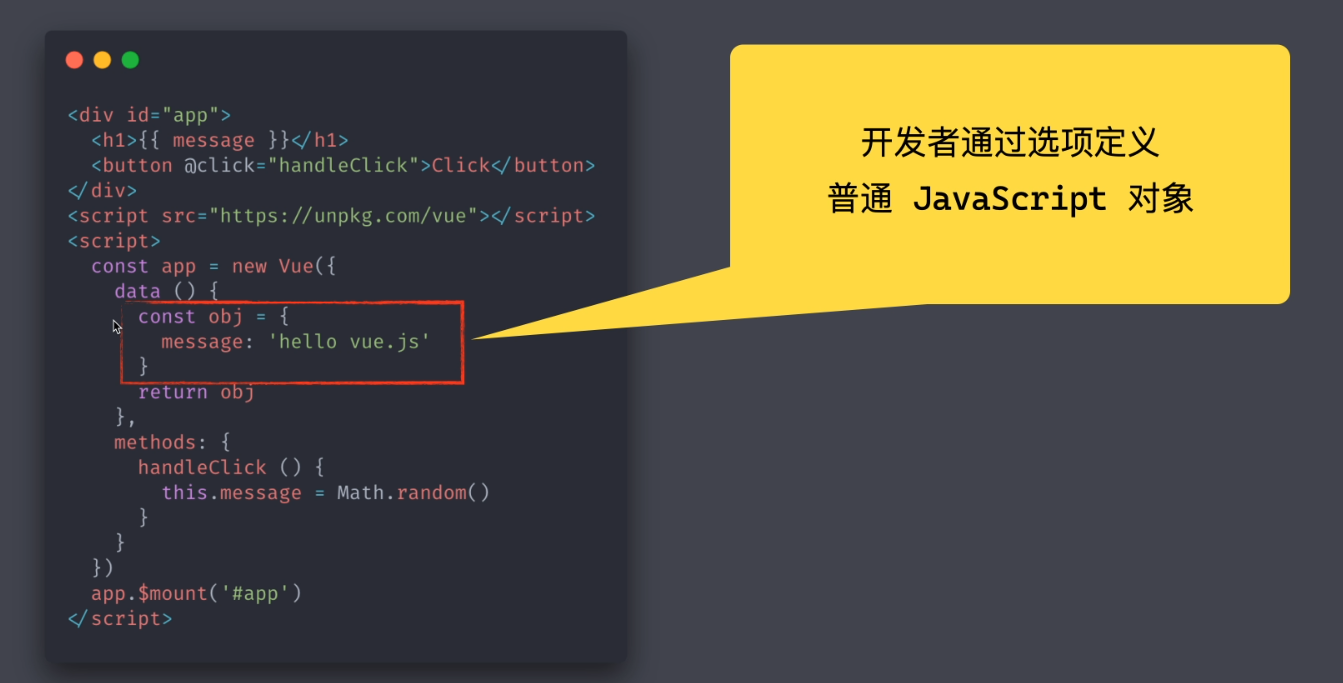 <div id="app">
  <h1>{{ message }}</h1>
  <button @click="handleClick">Click</button>
</div>
<script src="https://unpkg.com/vue"></script>
<script>
  const app = new Vue({
    data () {
      const obj = {
        message: 'hello vue.js'
      }
      return obj
    },
    methods: {
      handleClick () {
        this.message = Math.random()
      }
    }
  })
  app.$mount('#app')
</script>
开发者通过选项定义
普通 JavaScript 对象